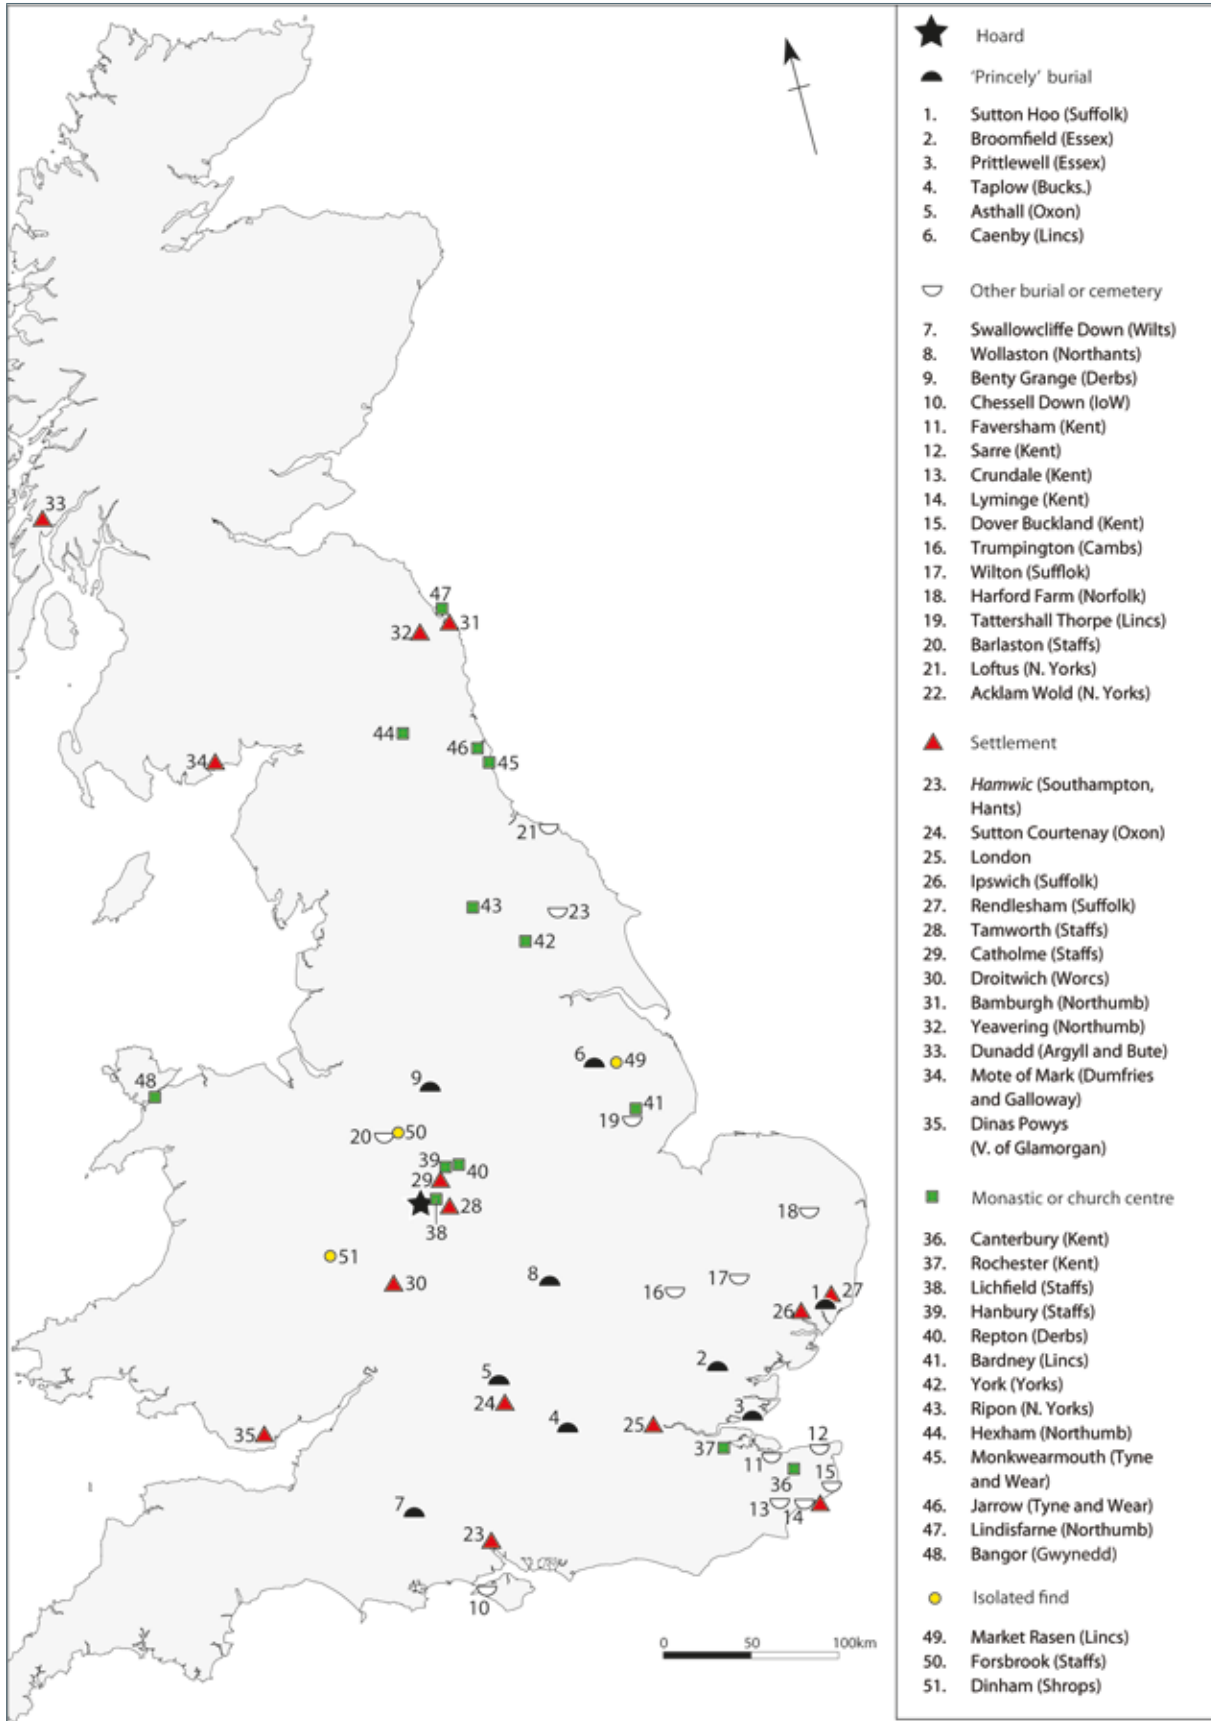 Hoard
'Princely' burial
1. Sutton Hoo (Suffolk)
2. Broomfield (Essex)
3. Prittlewell (Essex)
4. Taplow (Bucks.)
5. Asthall (Oxon)
6. Caenby (Lincs)
Other burial or cemetery
7. Swallowcliffe Down (Wilts)
8. Wollaston (Northants)
9. Benty Grange (Derbs)
10. Chessell Down (IoW)
11. Faversham (Kent)
12. Sarre (Kent)
13. Crundale (Kent)
14. Lyminge (Kent)
15. Dover Buckland (Kent)
16. Trumpington (Cambs)
17. Wilton (Sufflok)
18. Harford Farm (Norfolk)
19. Tattershall Thorpe (Lincs)
20. Barlaston (Staffs)
21. Loftus (N. Yorks)
22. Acklam Wold (N. Yorks)
Settlement
23. Hamwic (Southampton,
Hants)
24. Sutton Courtenay (Oxon)
25. London
26. Ipswich (Suffolk)
27. Rendlesham (Suffolk)
28. Tamworth (Staffs)
29. Catholme (Staffs)
30. Droitwich (Worcs)
31. Bamburgh (Northumb)
32. Yeavering (Northumb)
33. Dunadd (Argyll and Bute)
34. Mote of Mark (Dumfries
and Galloway)
35. Dinas Powys
(V. of Glamorgan)
Monastic or church centre
36. Canterbury (Kent)
37. Rochester (Kent)
38. Lichfield (Staffs)
39. Hanbury (Staffs)
40. Repton (Derbs)
41. Bardney (Lincs)
42. York (Yorks)
43. Ripon (N. Yorks)
44. Hexham (Northumb)
45. Monkwearmouth (Tyne
and Wear)
46. Jarrow (Tyne and Wear)
47. Lindisfarne (Northumb)
48. Bangor (Gwynedd)
Isolated find
49. Market Rasen (Lincs)
50. Forsbrook (Staffs)
51. Dinham (Shrops)
33
47
31
32
44
46
45
34
21
43
23
42
6
49
9
48
41
19
50
20
39
40
29
28
38
18
51
30
8
17
16
1
27
26
2
5
24
3
4
25
35
37
12
11
36
15
13
14
7
23
10
0 50 100km